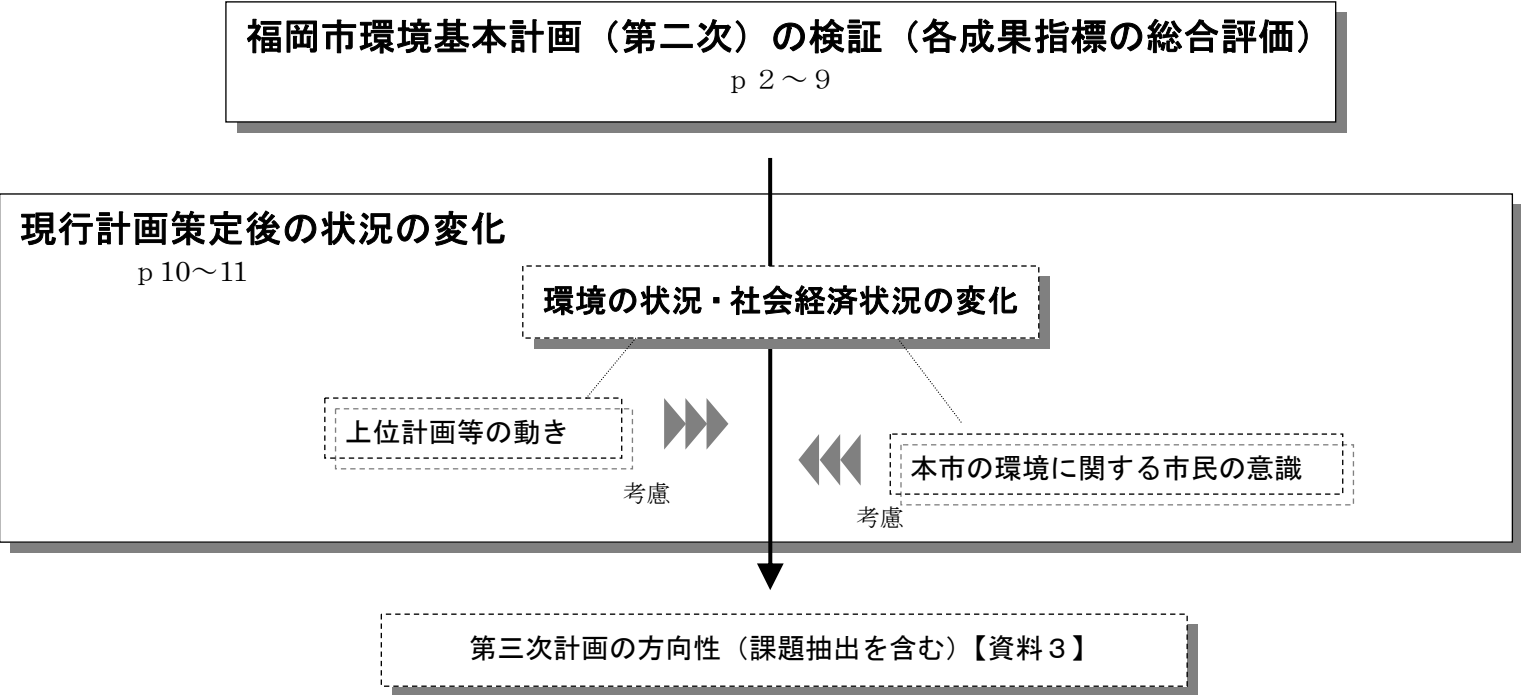 福岡市環境基本計画（第二次）の検証（各成果指標の総合評価）
ｐ２～９
現行計画策定後の状況の変化
ｐ10～11
環境の状況・社会経済状況の変化
上位計画等の動き
考慮
本市の環境に関する市民の意識
考慮
第三次計画の方向性（課題抽出を含む）【資料３】